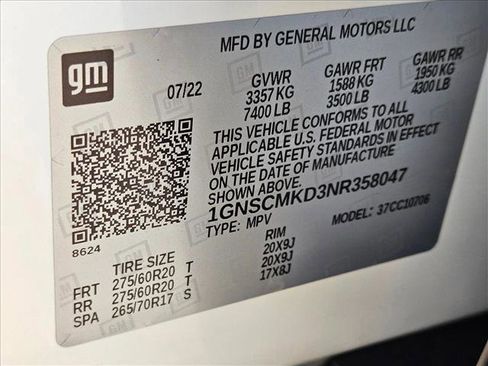 MFD BY GENERAL MOTORS LLC
gm
07/22 GVWR GAWR FRT GAWR RR
3357 KG 1588 KG 1950 KG
7400 LB 3500 LB 4300 LB
THIS VEHICLE CONFORMS TO ALL
APPLICABLE U.S. FEDERAL MOTOR
VEHICLE SAFETY STANDARDS IN EFFECT
ON THE DATE OF MANUFACTURE
SHOWN ABOVE.
1GNSCMKD3NR358047
TYPE: MPV MODEL: 37CC10706
8624
TIRE SIZE RIM
FRT 275/60R20 T 20X9J
RR 275/60R20 T 20X9J
SPA 265/70R17 S 17X8J